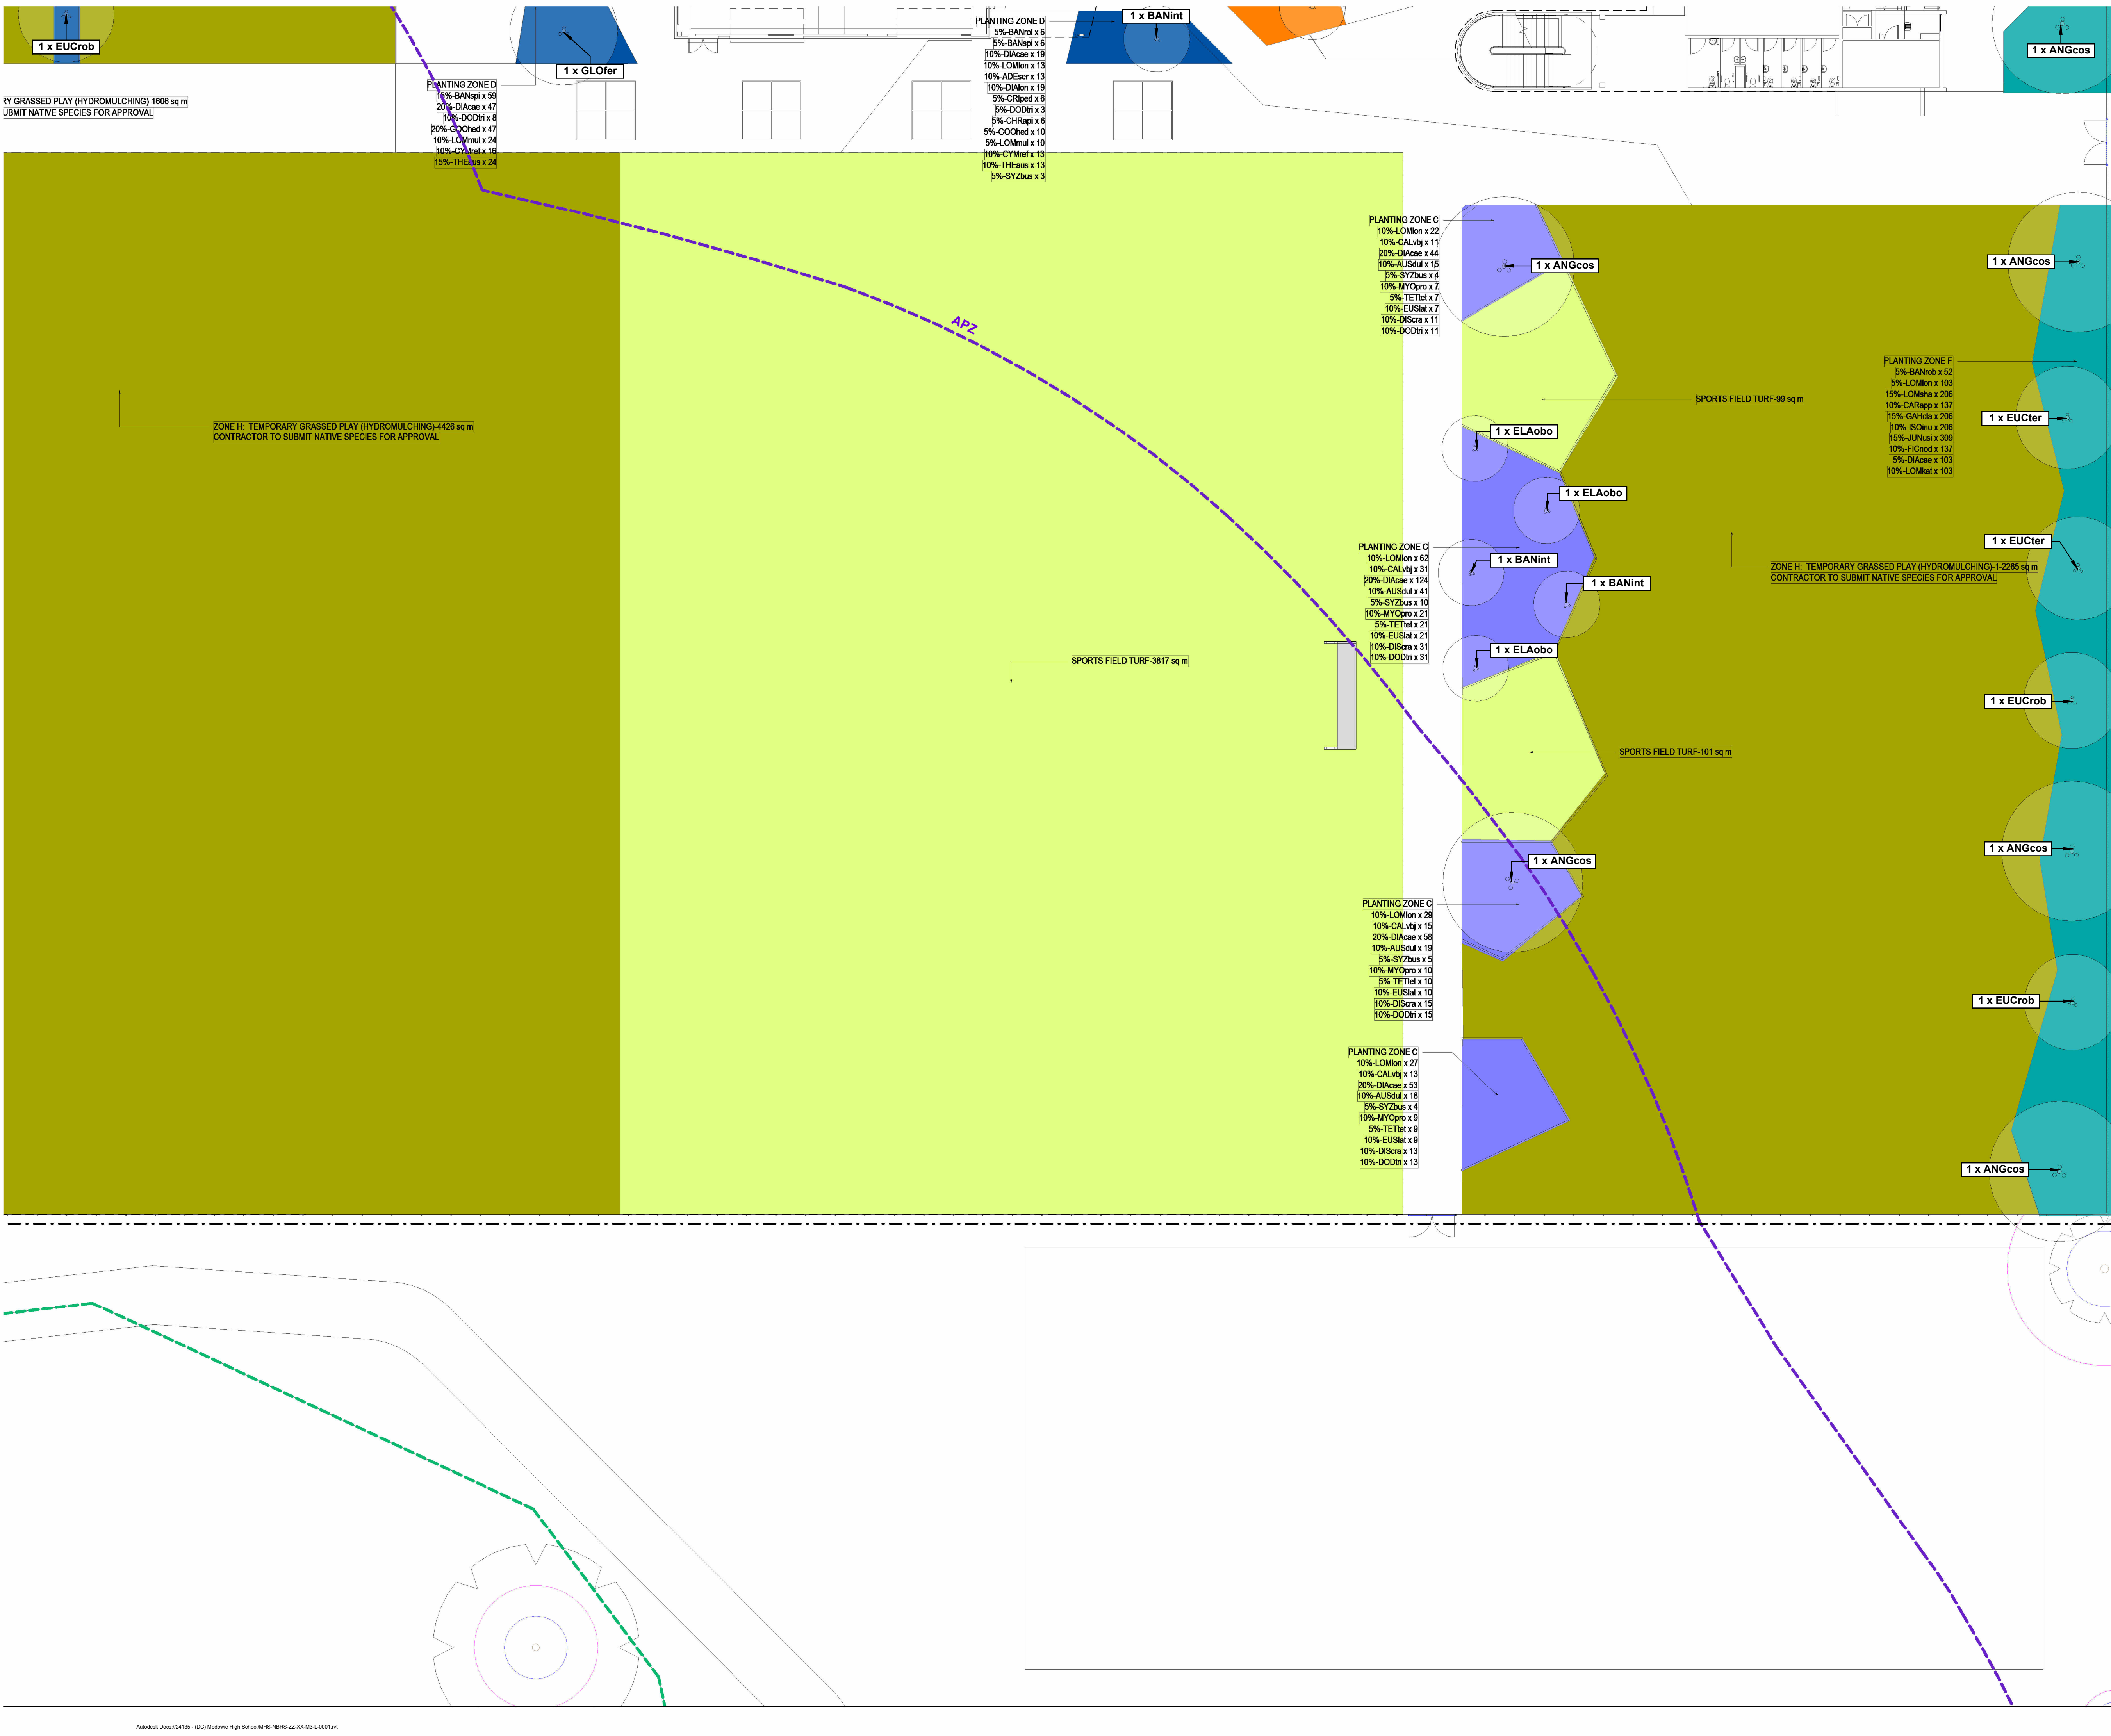 1 x EUCrob
1 x GLOfer
RY GRASSED PLAY (HYDROMULCHING)-1606 sq m
UBMIT NATIVE SPECIES FOR APPROVAL
PLANTING ZONE D
15%-BANspi x 59
20%-DIAcae x 47
10%-DODtri x 8
20%-GOOhed x 47
10%-LOMmul x 24
10%-CYMref x 16
15%-THEaus x 24
PLANTING ZONE D
5%-BANrol x 6
5%-BANspi x 6
10%-DIAcae x 19
10%-LOMlon x 13
10%-ADEser x 13
10%-DIAlon x 19
5%-CRIped x 6
5%-DODtri x 3
5%-CHRapi x 6
5%-GOOhed x 10
5%-LOMmul x 10
10%-CYMref x 13
10%-THEaus x 13
5%-SYZbus x 3
1 x BANint
1 x ANGcos
APZ
PLANTING ZONE C
10%-LOMlon x 22
10%-CALvbj x 11
20%-DIAcae x 44
10%-AUSdul x 15
5%-SYZbus x 4
10%-MYOpro x 7
5%-TETtet x 7
10%-EUSlat x 7
10%-DIScra x 11
10%-DODtri x 11
1 x ANGcos
1 x ANGcos
SPORTS FIELD TURF-99 sq m
PLANTING ZONE F
5%-BANrob x 52
5%-LOMlon x 103
15%-LOMsha x 206
10%-CARapp x 137
15%-GAHcla x 206
10%-ISOinu x 206
15%-JUNusi x 309
10%-FICnod x 137
5%-DIAcae x 103
10%-LOMkat x 103
1 x EUCter
ZONE H:  TEMPORARY GRASSED PLAY (HYDROMULCHING)-4426 sq m
CONTRACTOR TO SUBMIT NATIVE SPECIES FOR APPROVAL
1 x ELAobo
1 x ELAobo
1 x EUCter
PLANTING ZONE C
10%-LOMlon x 62
10%-CALvbj x 31
20%-DIAcae x 124
10%-AUSdul x 41
5%-SYZbus x 10
10%-MYOpro x 21
5%-TETtet x 21
10%-EUSlat x 21
10%-DIScra x 31
10%-DODtri x 31
1 x BANint
1 x BANint
ZONE H:  TEMPORARY GRASSED PLAY (HYDROMULCHING)-1-2265 sq m
CONTRACTOR TO SUBMIT NATIVE SPECIES FOR APPROVAL
1 x ELAobo
SPORTS FIELD TURF-3817 sq m
1 x EUCrob
SPORTS FIELD TURF-101 sq m
1 x ANGcos
1 x ANGcos
PLANTING ZONE C
10%-LOMlon x 29
10%-CALvbj x 15
20%-DIAcae x 58
10%-AUSdul x 19
5%-SYZbus x 5
10%-MYOpro x 10
5%-TETtet x 10
10%-EUSlat x 10
10%-DIScra x 15
10%-DODtri x 15
1 x EUCrob
PLANTING ZONE C
10%-LOMlon x 27
10%-CALvbj x 13
20%-DIAcae x 53
10%-AUSdul x 18
5%-SYZbus x 4
10%-MYOpro x 9
5%-TETtet x 9
10%-EUSlat x 9
10%-DIScra x 13
10%-DODtri x 13
1 x ANGcos
Autodesk Docs://24135 - (DC) Medowie High School/MHS-NBRS-ZZ-XX-M3-L-0001.rvt